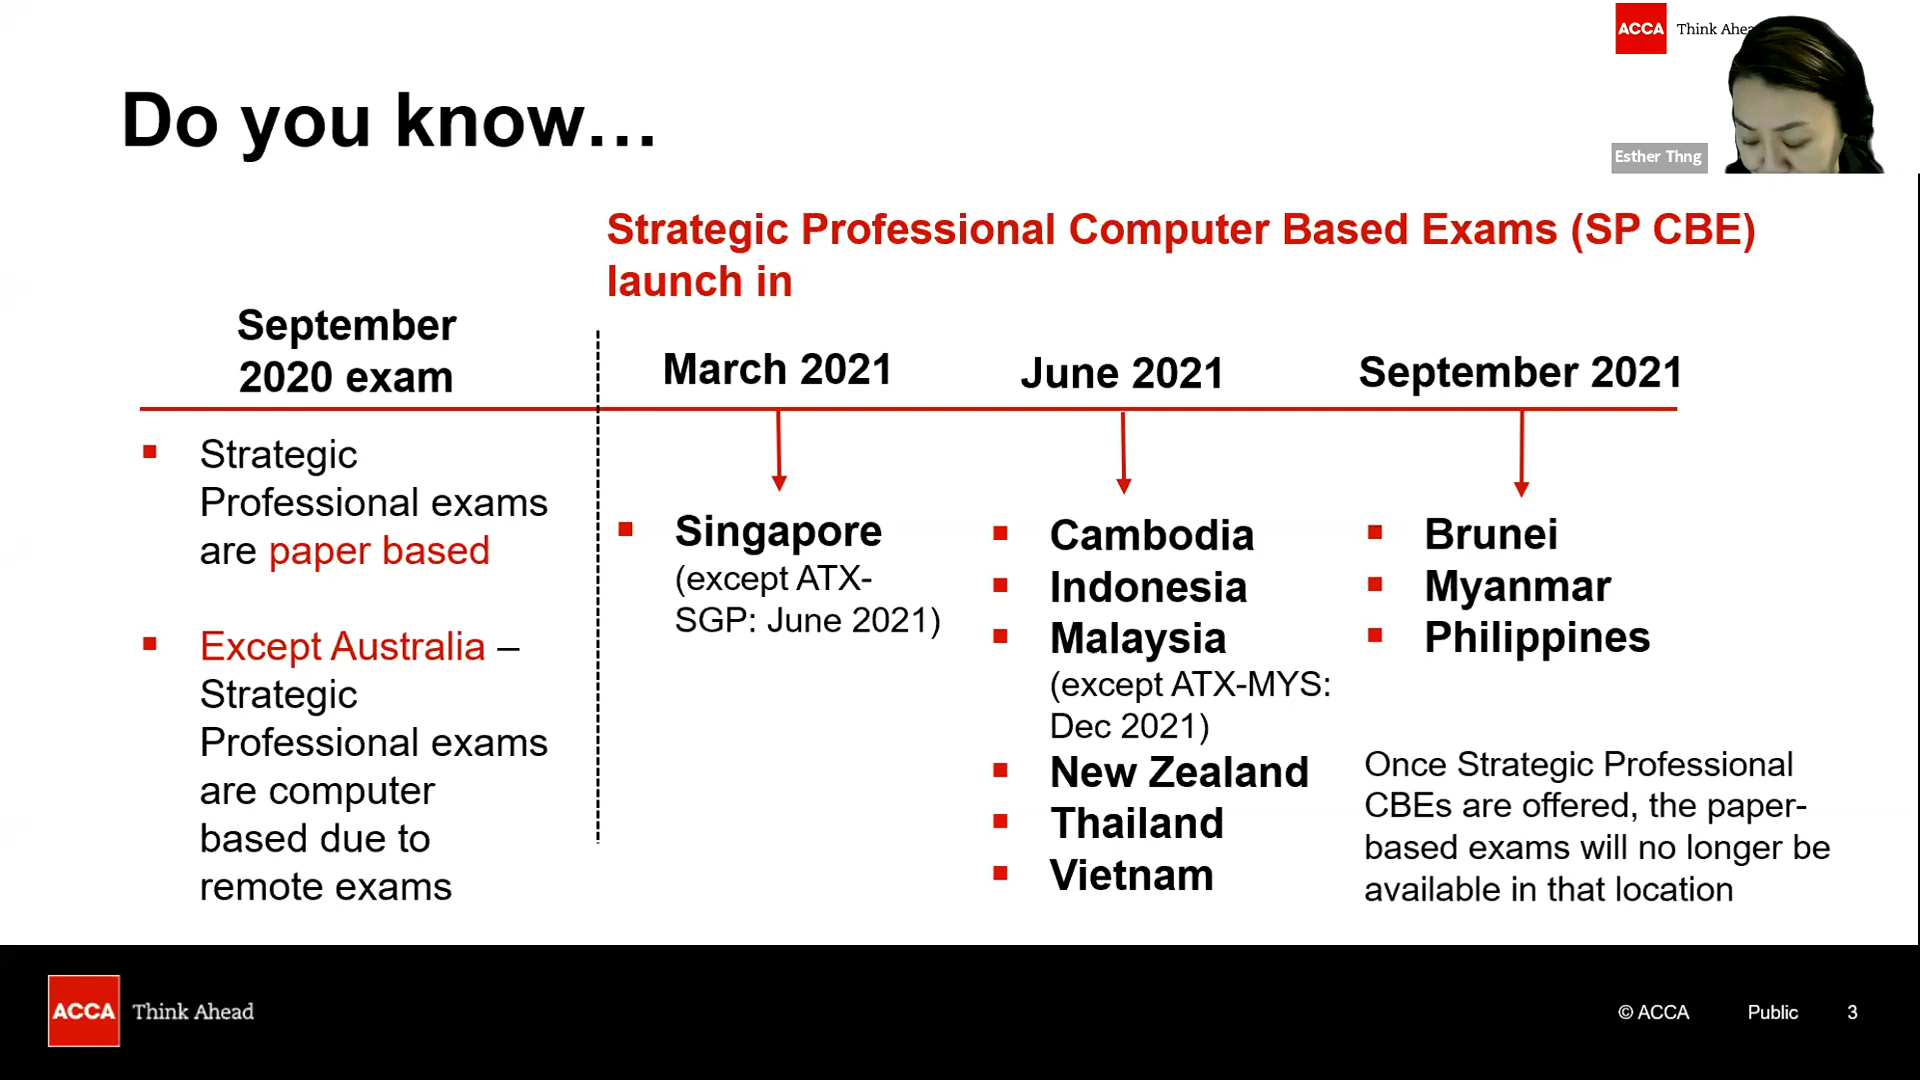 ACCA Think Ahe
Esther Thng
Do you know…
Strategic Professional Computer Based Exams (SP CBE)
launch in
September
2020 exam
March 2021
June 2021
September 2021
Strategic
Professional exams
are paper based
Except Australia –
Strategic
Professional exams
are computer
based due to
remote exams
Singapore
(except ATX-
SGP: June 2021)
Cambodia
Indonesia
Malaysia
(except ATX-MYS:
Dec 2021)
New Zealand
Thailand
Vietnam
Brunei
Myanmar
Philippines
Once Strategic Professional
CBEs are offered, the paper-
based exams will no longer be
available in that location
ACCA Think Ahead
© ACCA Public 3